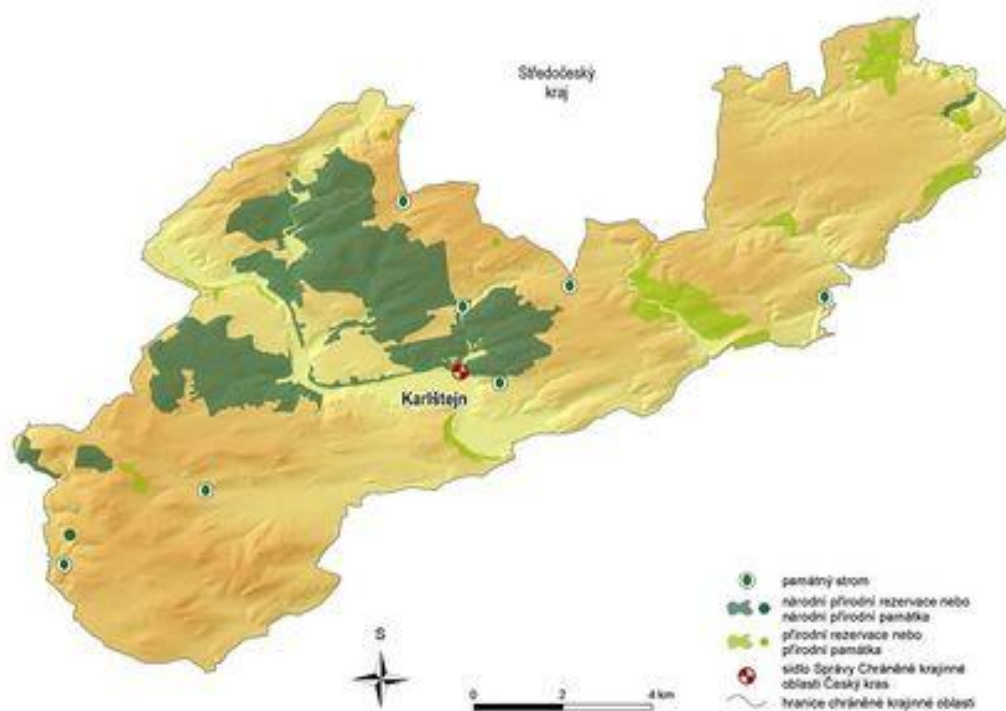 Středočeský
kraj
Karlštejn
S
0 2 4 km
památný strom
národní přírodní rezervace nebo
národní přírodní památka
přírodní rezervace nebo
přírodní památka
sídlo Správy Chráněné krajinné
oblasti Český kras
hranice chráněné krajinné oblasti